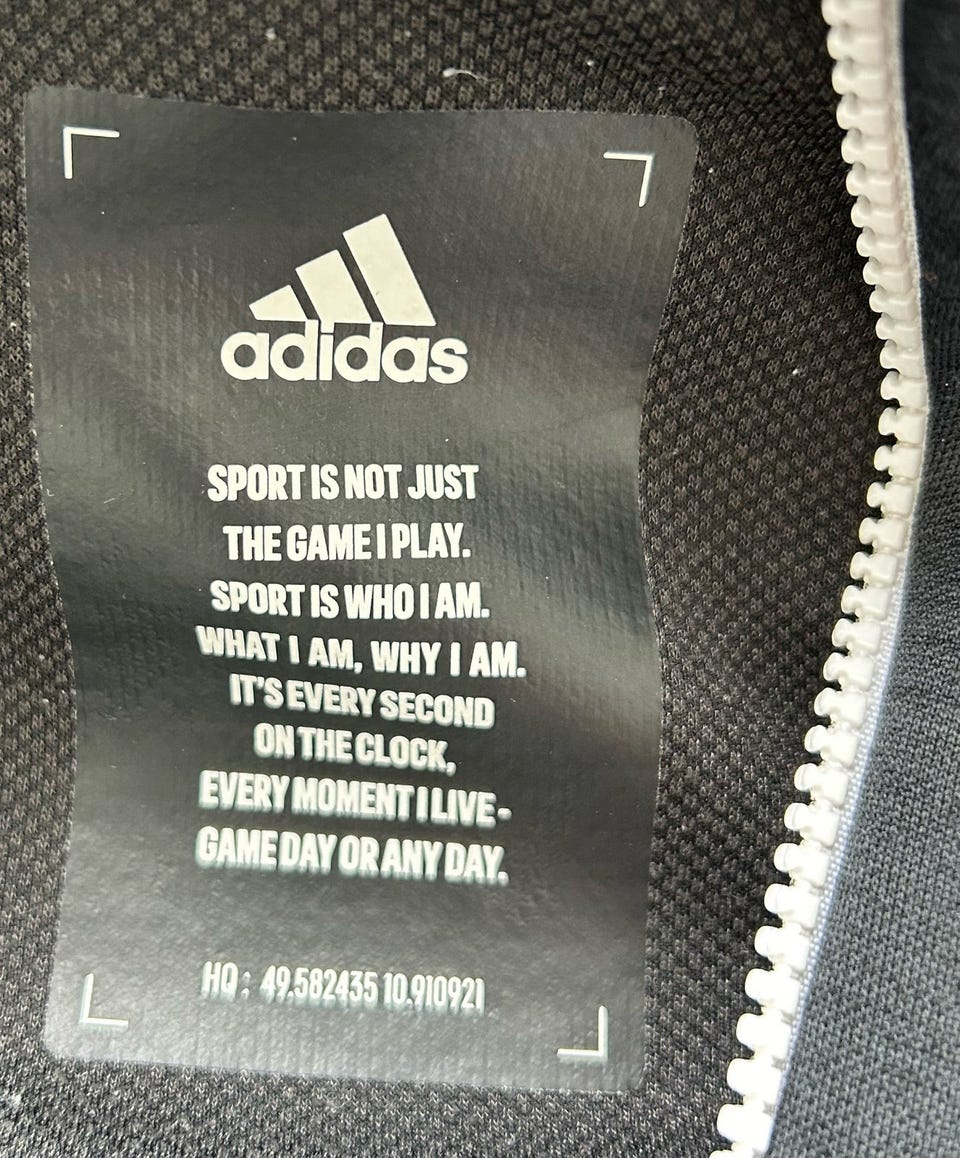 adidas
SPORT IS NOT JUST
THE GAME I PLAY.
SPORT IS WHO I AM.
WHAT I AM, WHY I AM.
IT'S EVERY SECOND
ON THE CLOCK,
EVERY MOMENT I LIVE-
GAME DAY OR ANY DAY.
HQ: 49.582435 10.910921